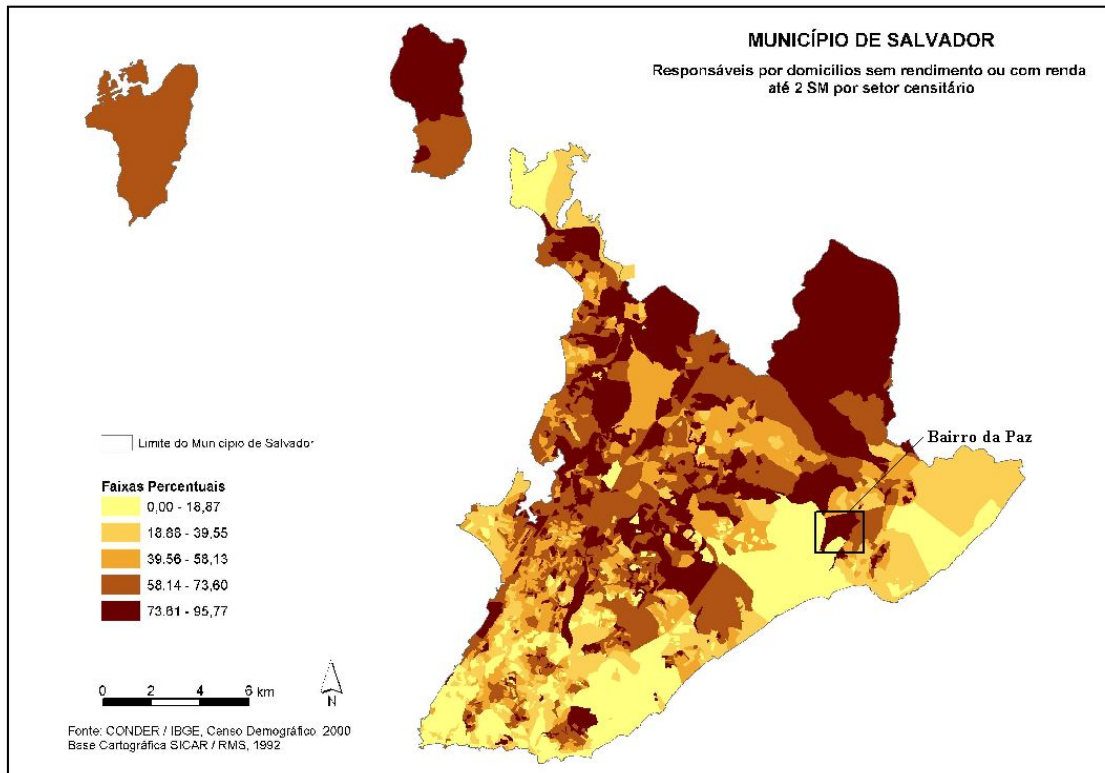 MUNICÍPIO DE SALVADOR
Responsáveis por domicílios sem rendimento ou com renda
até 2 SM por setor censitário
Bairro da Paz
Limite do Município de Salvador
Faixas Percentuais
0,00 - 18,87
18,88 - 39,55
39,56 - 58,13
58,14 - 73,60
73,61 - 95,77
0 2 4 6 km
N
Fonte: CONDER / IBGE, Censo Demográfico, 2000
Base Cartográfica SICAR / RMS, 1992